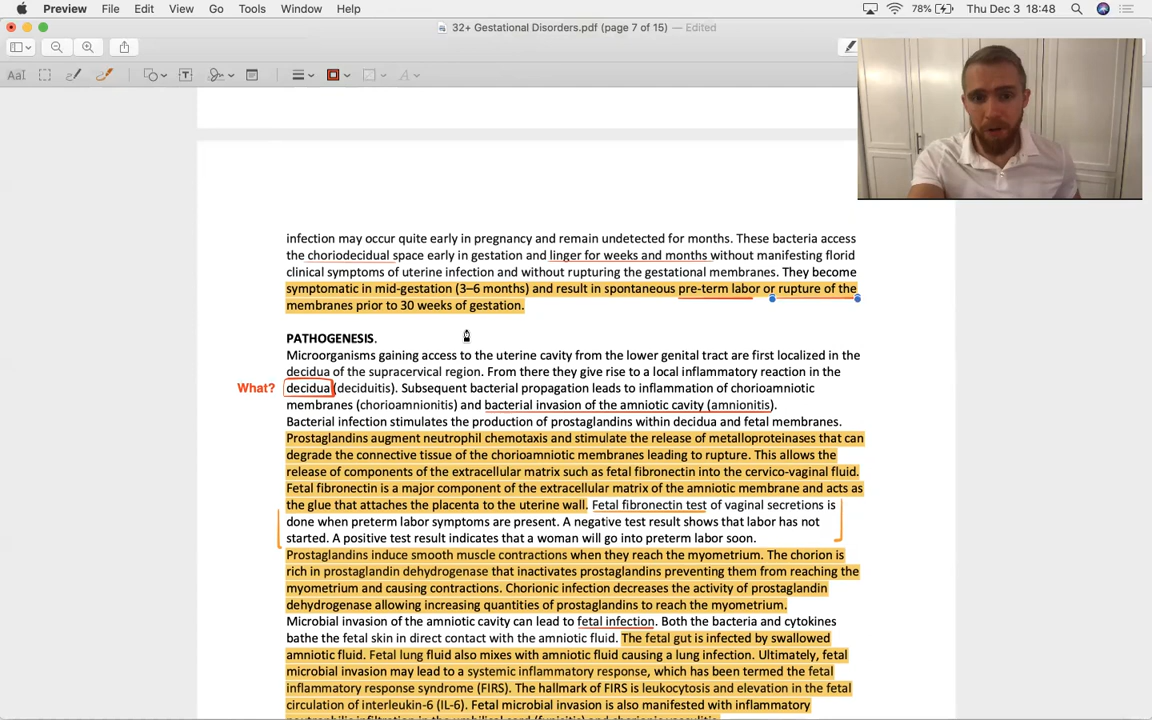 Preview File Edit View Go Tools Window Help 78% Thu Dec 3 18:48
32+ Gestational Disorders.pdf (page 7 of 15) — Edited
infection may occur quite early in pregnancy and remain undetected for months. These bacteria access
the choriodecidual space early in gestation and linger for weeks and months without manifesting florid
clinical symptoms of uterine infection and without rupturing the gestational membranes. They become
symptomatic in mid-gestation (3–6 months) and result in spontaneous pre-term labor or rupture of the
membranes prior to 30 weeks of gestation.
PATHOGENESIS.
Microorganisms gaining access to the uterine cavity from the lower genital tract are first localized in the
decidua of the supracervical region. From there they give rise to a local inflammatory reaction in the
What? decidua (deciduitis). Subsequent bacterial propagation leads to inflammation of chorioamniotic
membranes (chorioamnionitis) and bacterial invasion of the amniotic cavity (amnionitis).
Bacterial infection stimulates the production of prostaglandins within decidua and fetal membranes.
Prostaglandins augment neutrophil chemotaxis and stimulate the release of metalloproteinases that can
degrade the connective tissue of the chorioamniotic membranes leading to rupture. This allows the
release of components of the extracellular matrix such as fetal fibronectin into the cervico-vaginal fluid.
Fetal fibronectin is a major component of the extracellular matrix of the amniotic membrane and acts as
the glue that attaches the placenta to the uterine wall. Fetal fibronectin test of vaginal secretions is
done when preterm labor symptoms are present. A negative test result shows that labor has not
started. A positive test result indicates that a woman will go into preterm labor soon.
Prostaglandins induce smooth muscle contractions when they reach the myometrium. The chorion is
rich in prostaglandin dehydrogenase that inactivates prostaglandins preventing them from reaching the
myometrium and causing contractions. Chorionic infection decreases the activity of prostaglandin
dehydrogenase allowing increasing quantities of prostaglandins to reach the myometrium.
Microbial invasion of the amniotic cavity can lead to fetal infection. Both the bacteria and cytokines
bathe the fetal skin in direct contact with the amniotic fluid. The fetal gut is infected by swallowed
amniotic fluid. Fetal lung fluid also mixes with amniotic fluid causing a lung infection. Ultimately, fetal
microbial invasion may lead to a systemic inflammatory response, which has been termed the fetal
inflammatory response syndrome (FIRS). The hallmark of FIRS is leukocytosis and elevation in the fetal
circulation of interleukin-6 (IL-6). Fetal microbial invasion is also manifested with inflammatory
neutrophilic infiltration in the umbilical cord (funisitis) and chorionic vasculitis.